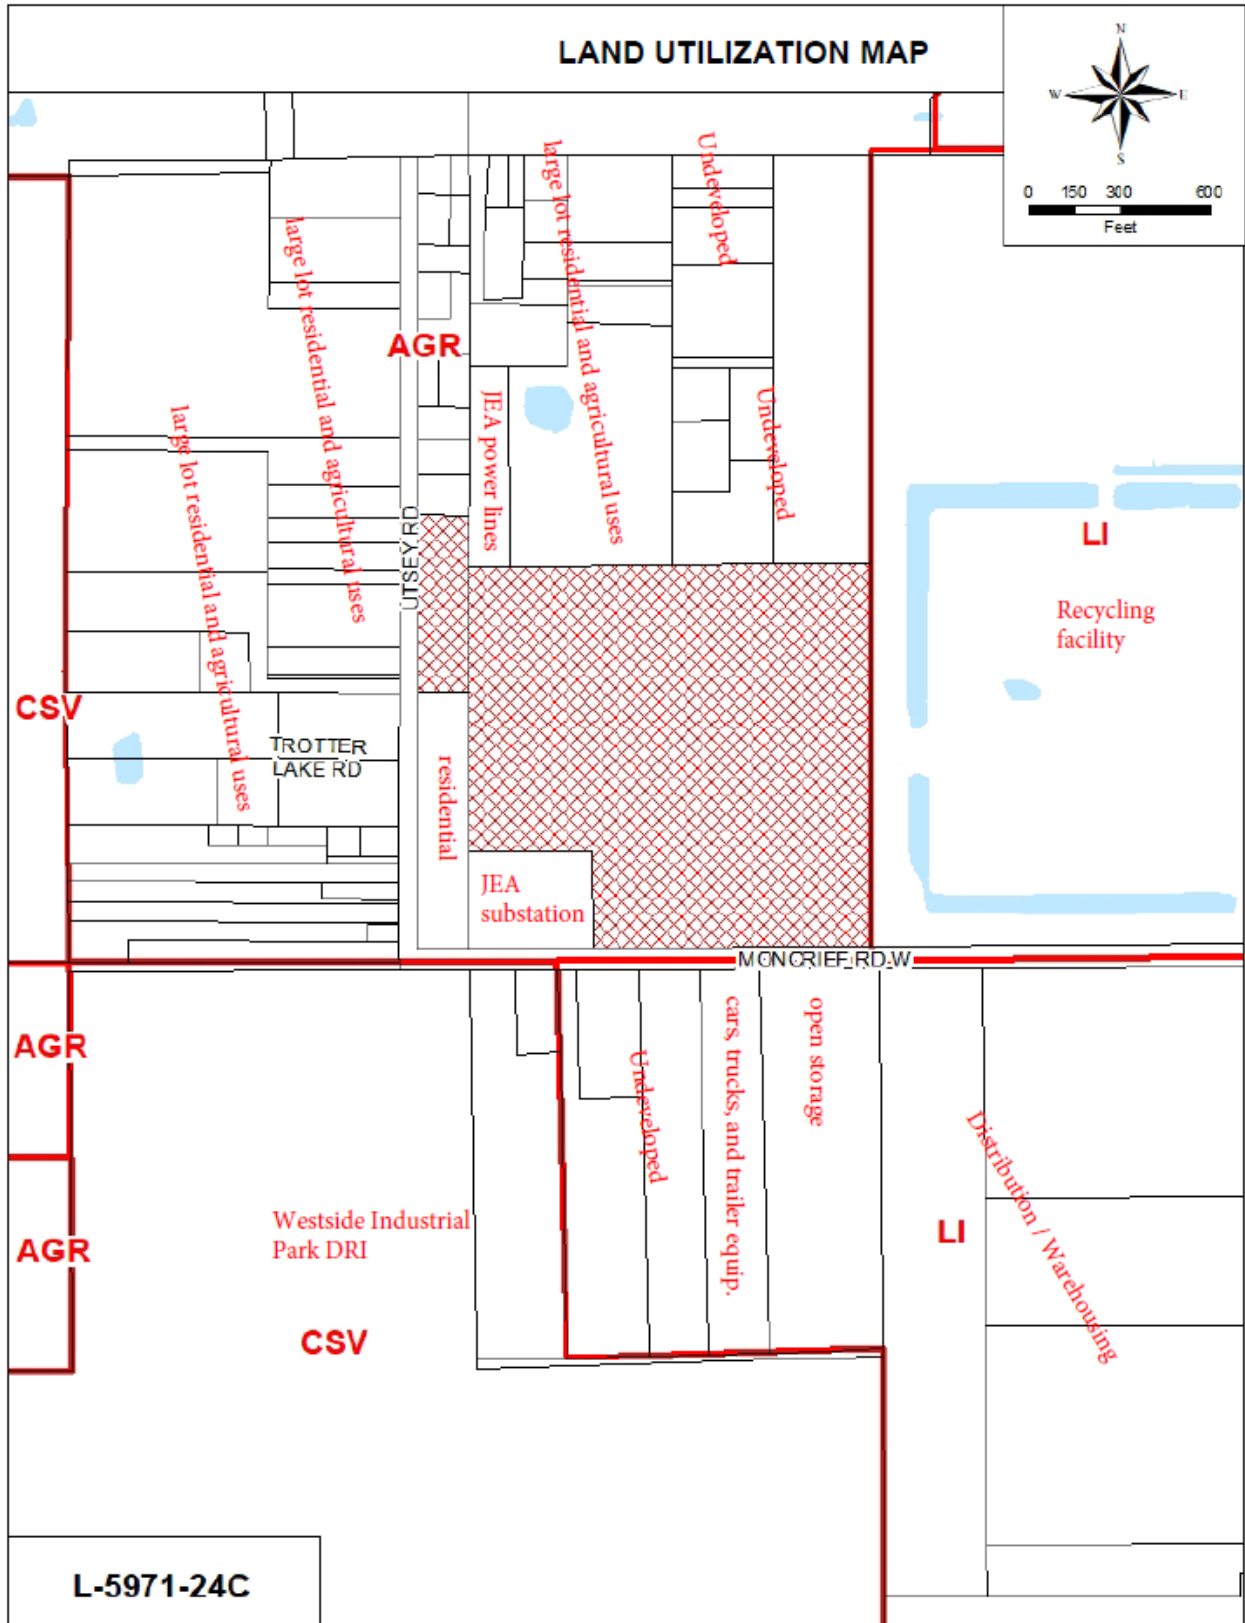 LAND UTILIZATION MAP
N
W
E
S
0 150 300 600
Feet
large lot residential and agricultural uses
Undeveloped
large lot residential and agricultural uses
AGR
JEA power lines
Undeveloped
large lot residential and agricultural uses
UTSEY RD
LI
Recycling
facility
CSV
TROTTER
LAKE RD
residential
JEA
substation
MONCRIEF RD W
AGR
Undeveloped
cars, trucks, and trailer equip.
open storage
Distribution / Warehousing
Westside Industrial
Park DRI
LI
AGR
CSV
L-5971-24C